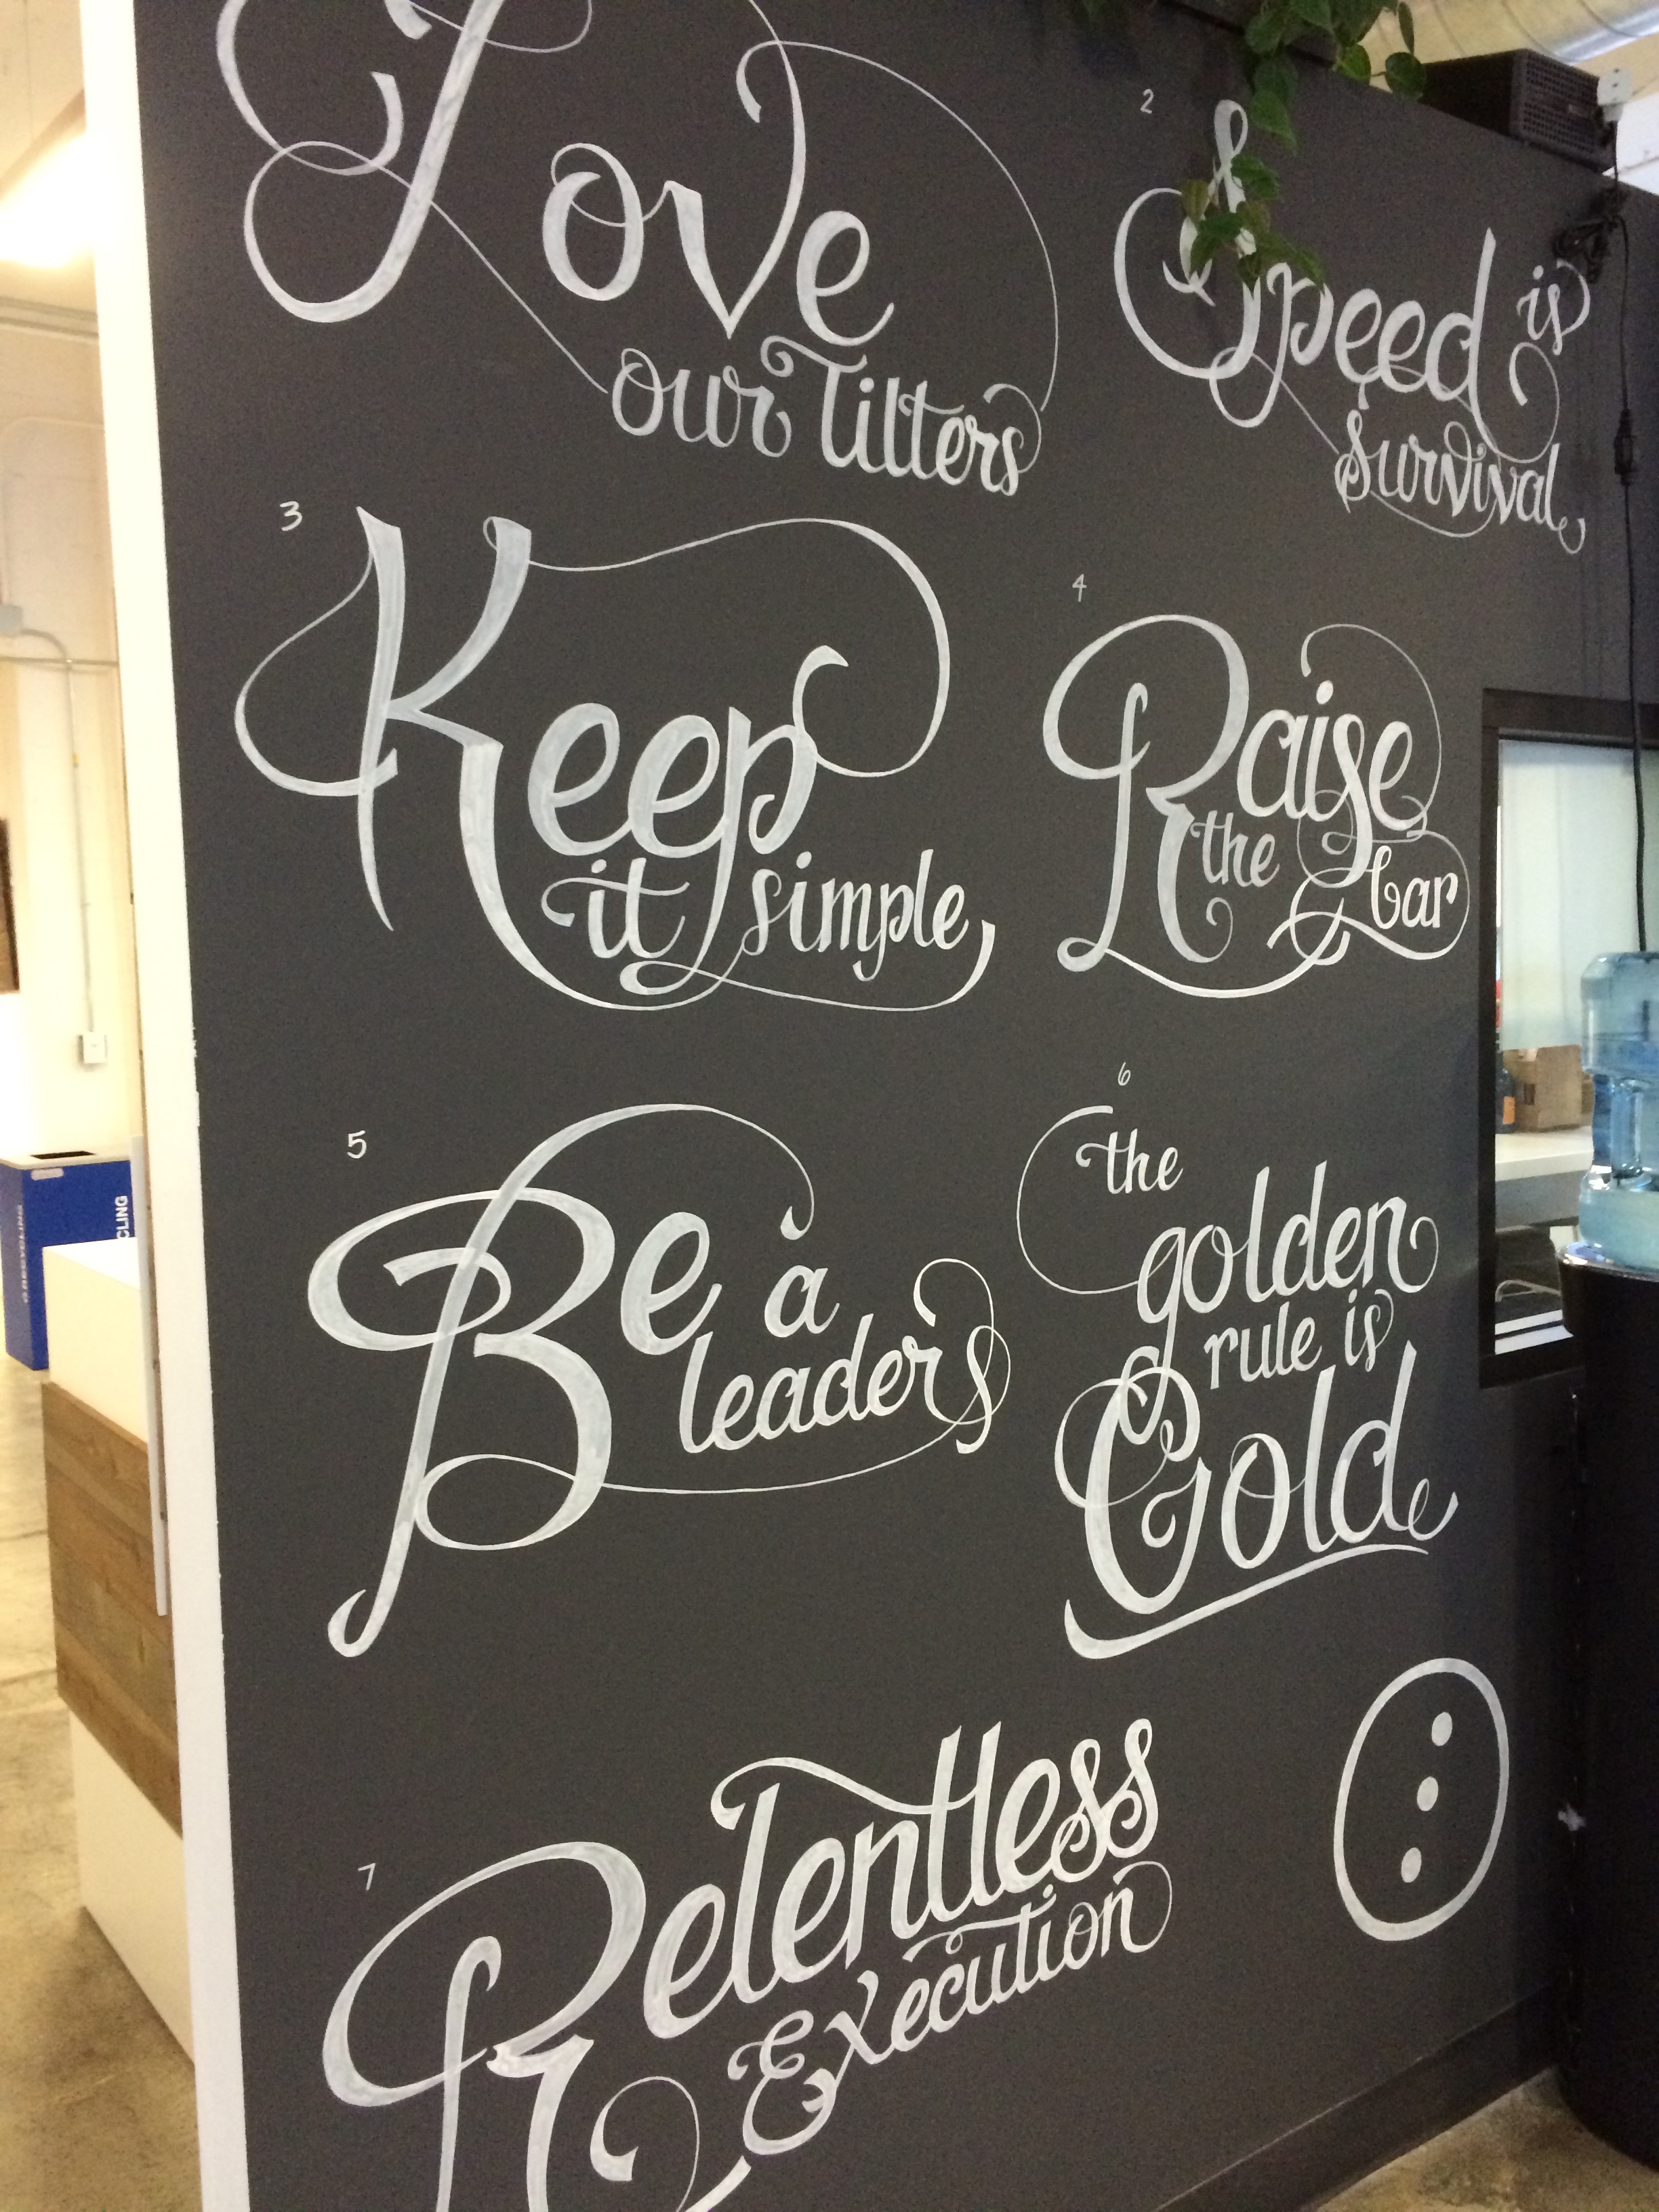 Love
our Tilters
2
Speed is
survival
3
Keep
it simple
4
Raise
the bar
5
Be a
leader
6
the
golden
rule is
Gold
7
Relentless
Execution
RECYCLING
CLING